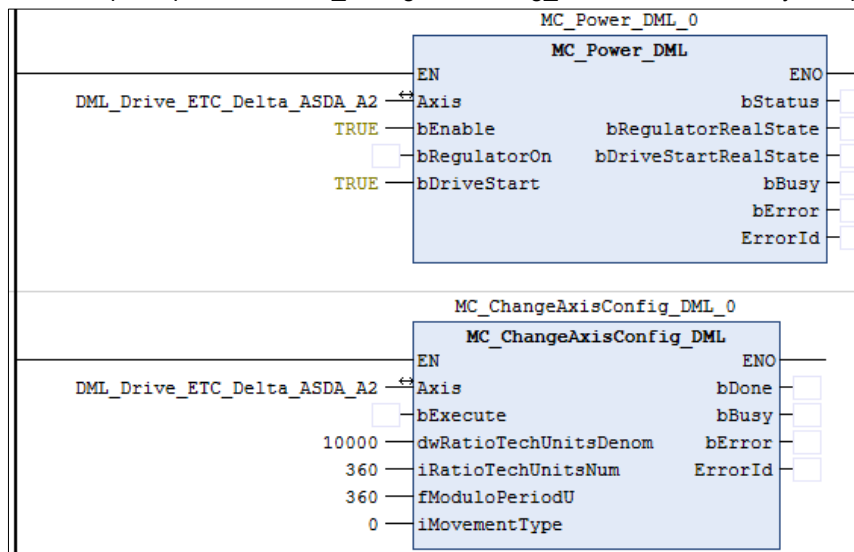 MC_Power_DML_0
MC_Power_DML
EN ENO
DML_Drive_ETC_Delta_ASDA_A2 Axis bStatus
TRUE bEnable bRegulatorRealState
bRegulatorOn bDriveStartRealState
TRUE bDriveStart bBusy
bError
ErrorId
MC_ChangeAxisConfig_DML_0
MC_ChangeAxisConfig_DML
EN ENO
DML_Drive_ETC_Delta_ASDA_A2 Axis bDone
bExecute bBusy
10000 dwRatioTechUnitsDenom bError
360 iRatioTechUnitsNum ErrorId
360 fModuloPeriodU
0 iMovementType